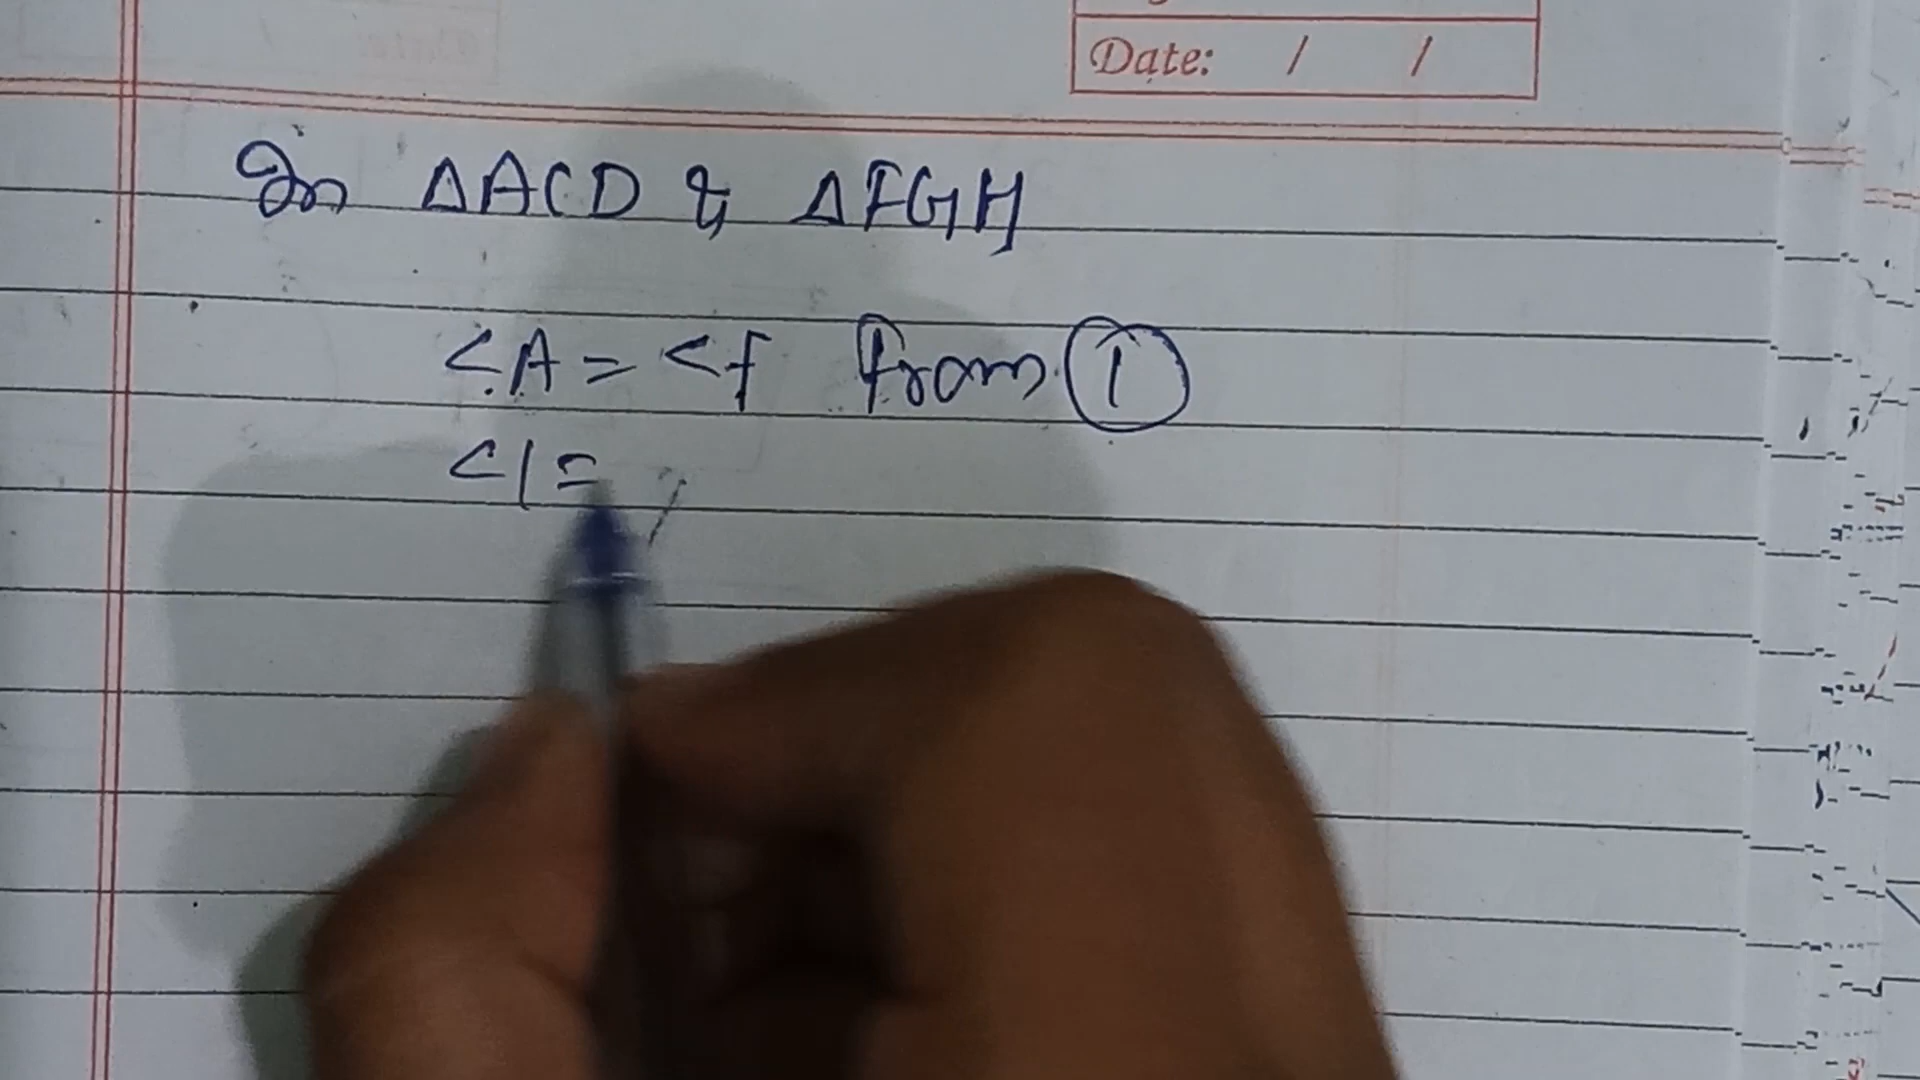 Date: / /
In ΔACD & ΔFGH
<A = <f from ①
<1 =